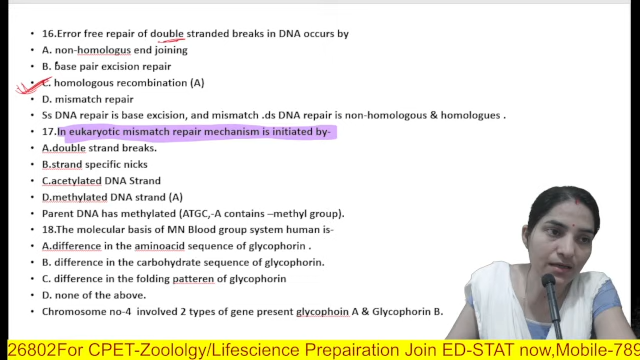 • 16.Error free repair of double stranded breaks in DNA occurs by
• A. non-homologus end joining
• B. base pair excision repair
• C. homologous recombination (A)
• D. mismatch repair
• Ss DNA repair is base excision, and mismatch .ds DNA repair is non-homologous & homologues .
• 17.In eukaryotic mismatch repair mechanism is initiated by-
• A.double strand breaks.
• B.strand specific nicks
• C.acetylated DNA Strand
• D.methylated DNA strand (A)
• Parent DNA has methylated (ATGC,-A contains –methyl group).
• 18.The molecular basis of MN Blood group system human is-
• A.difference in the aminoacid sequence of glycophorin .
• B. difference in the carbohydrate sequence of glycophorin.
• C. difference in the folding patteren of glycophorin
• D. none of the above.
• Chromosome no-4 involved 2 types of gene present glycophoin A & Glycophorin B.
26802For CPET-Zoololgy/Lifescience Prepairation Join ED-STAT now,Mobile-789